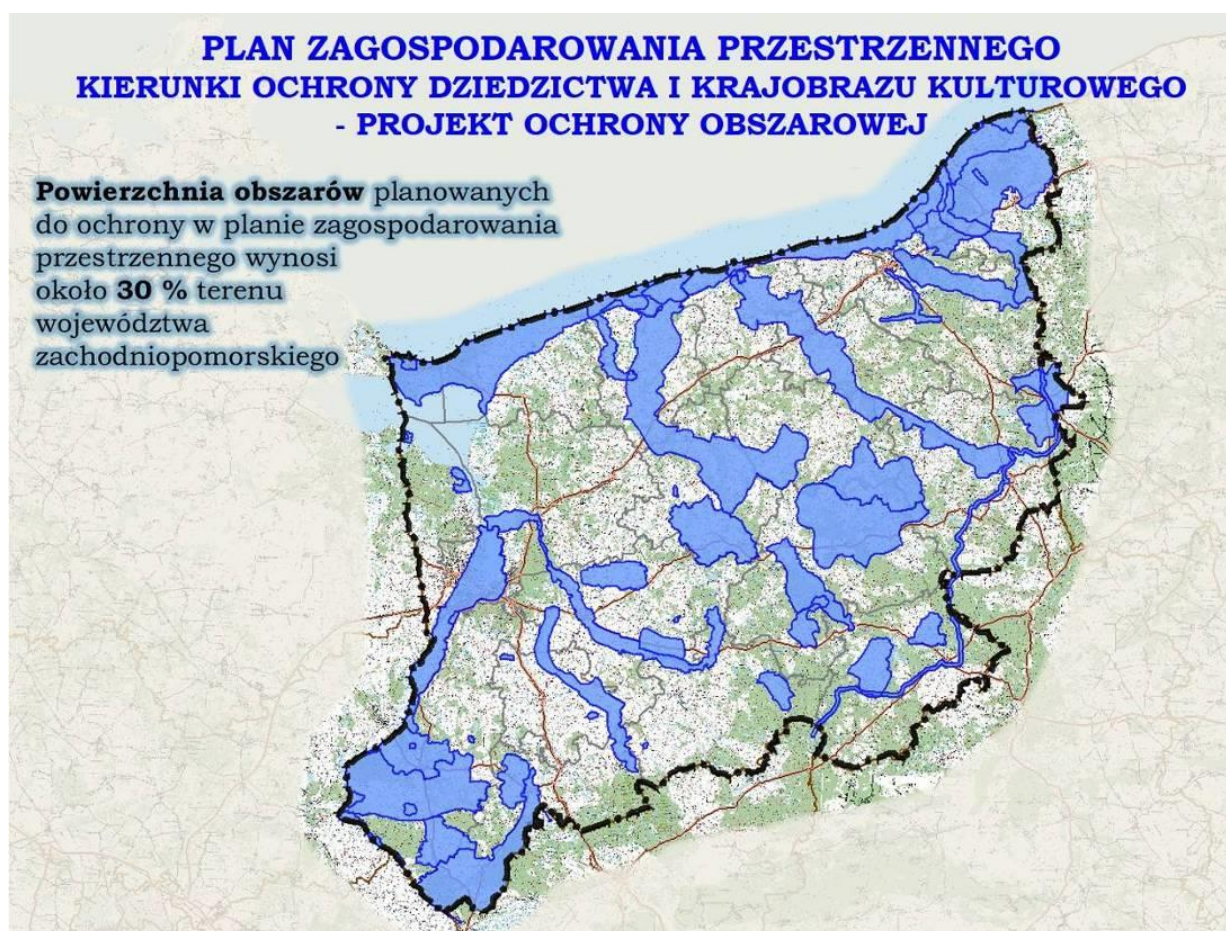 PLAN ZAGOSPODAROWANIA PRZESTRZENNEGO
KIERUNKI OCHRONY DZIEDZICTWA I KRAJOBRAZU KULTUROWEGO
- PROJEKT OCHRONY OBSZAROWEJ
Powierzchnia obszarów planowanych
do ochrony w planie zagospodarowania
przestrzennego wynosi
około 30 % terenu
województwa
zachodniopomorskiego